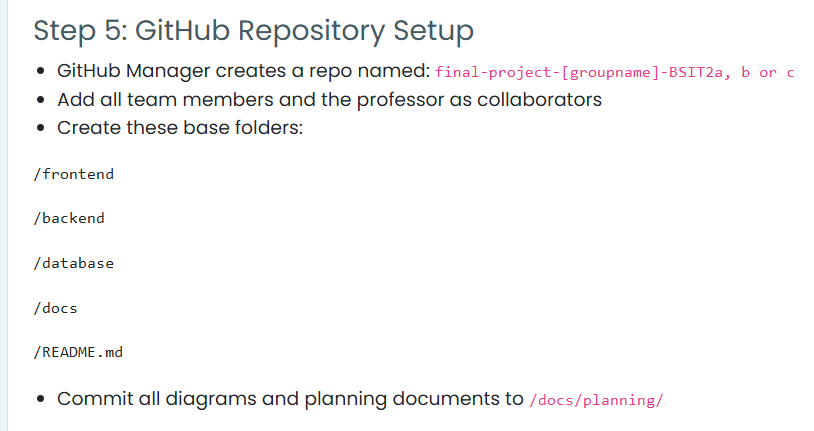 Step 5: GitHub Repository Setup
• GitHub Manager creates a repo named: final-project-[groupname]-BSIT2a, b or c
• Add all team members and the professor as collaborators
• Create these base folders:
/frontend
/backend
/database
/docs
/README.md
• Commit all diagrams and planning documents to /docs/planning/